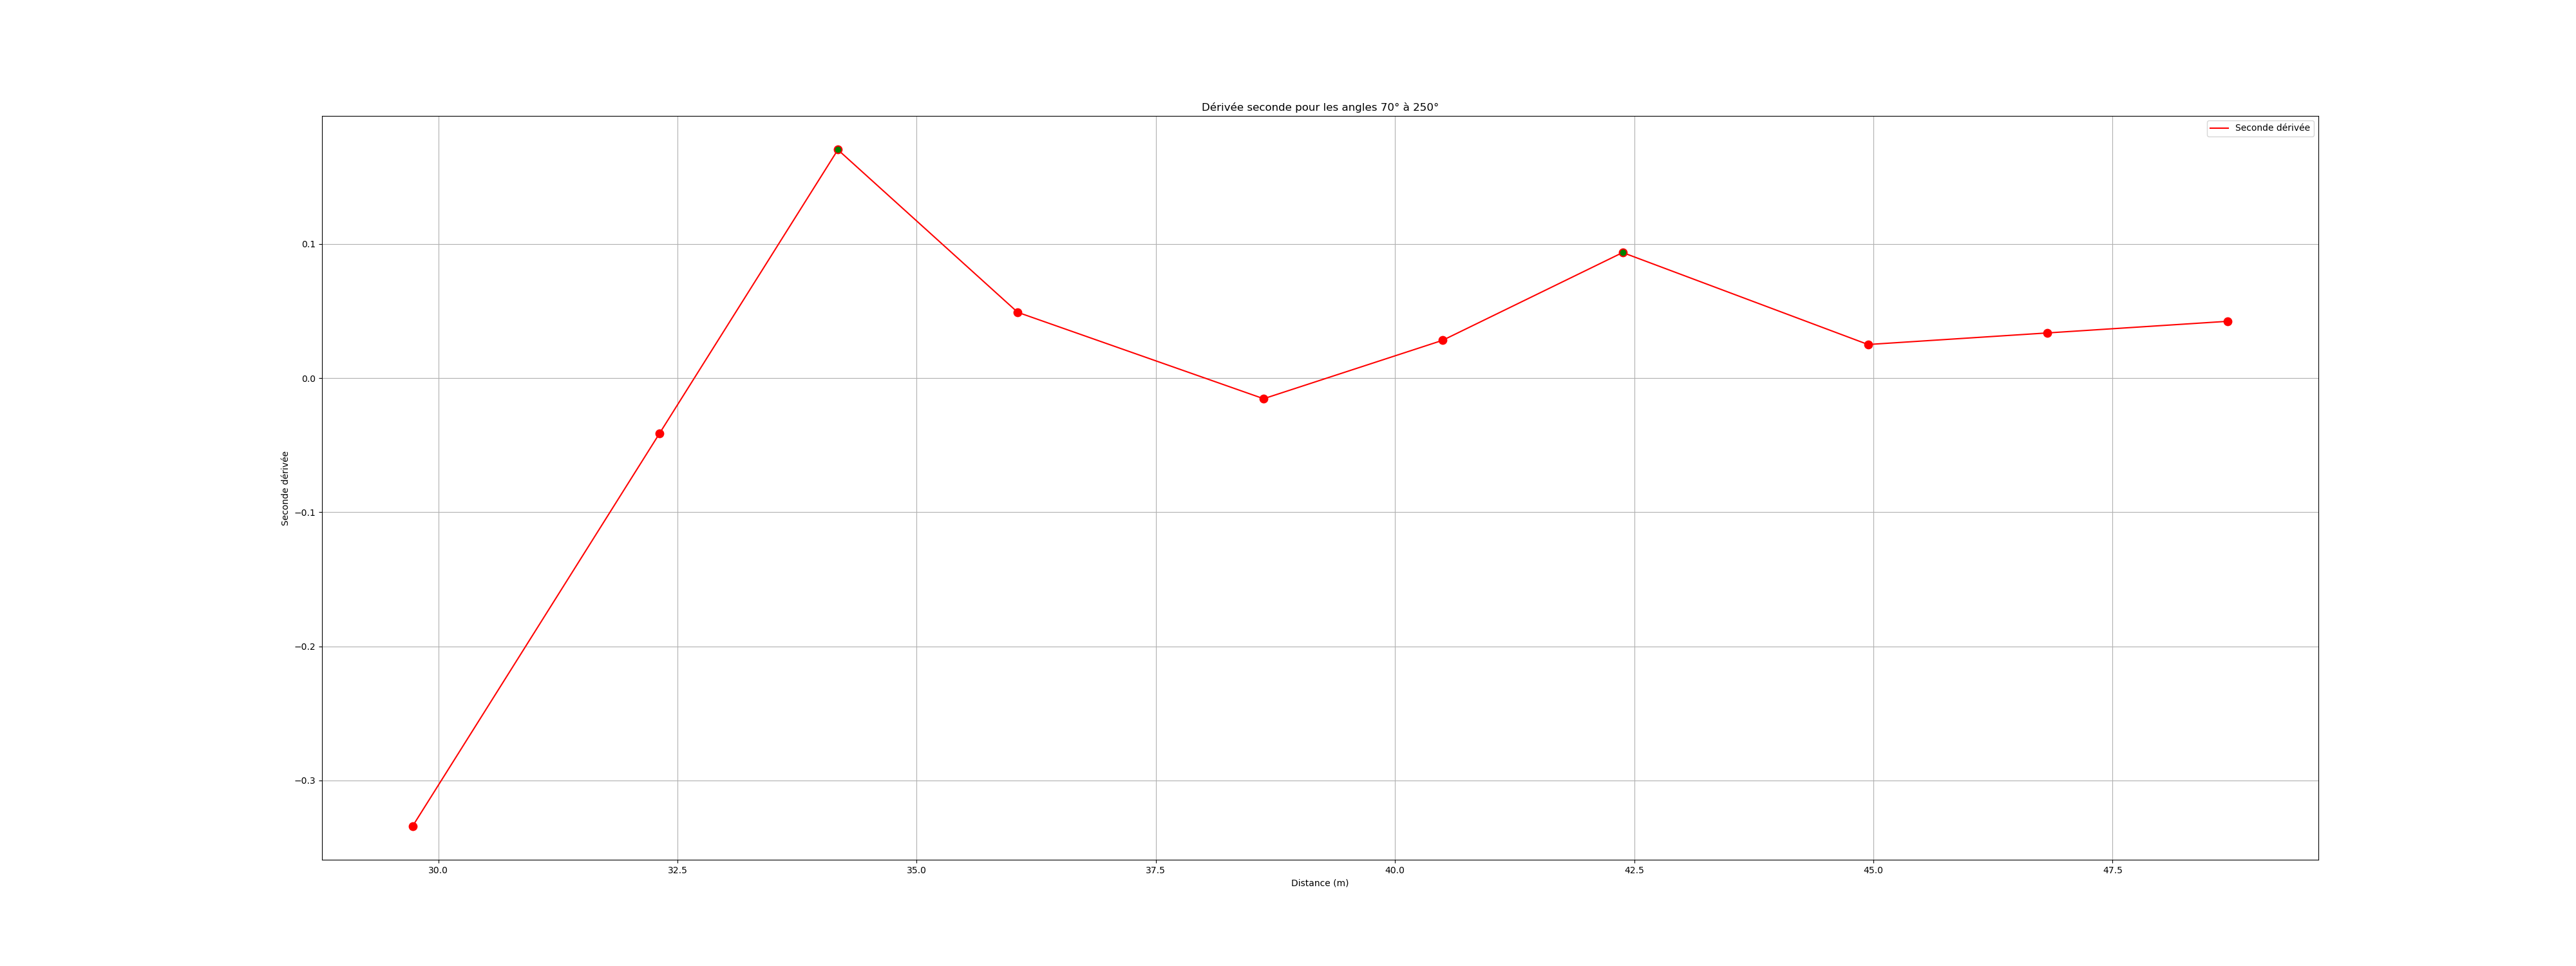 Dérivée seconde pour les angles 70° à 250°
Seconde dérivée
Seconde dérivée
0.1
0.0
−0.1
−0.2
−0.3
30.0 32.5 35.0 37.5 40.0 42.5 45.0 47.5
Distance (m)